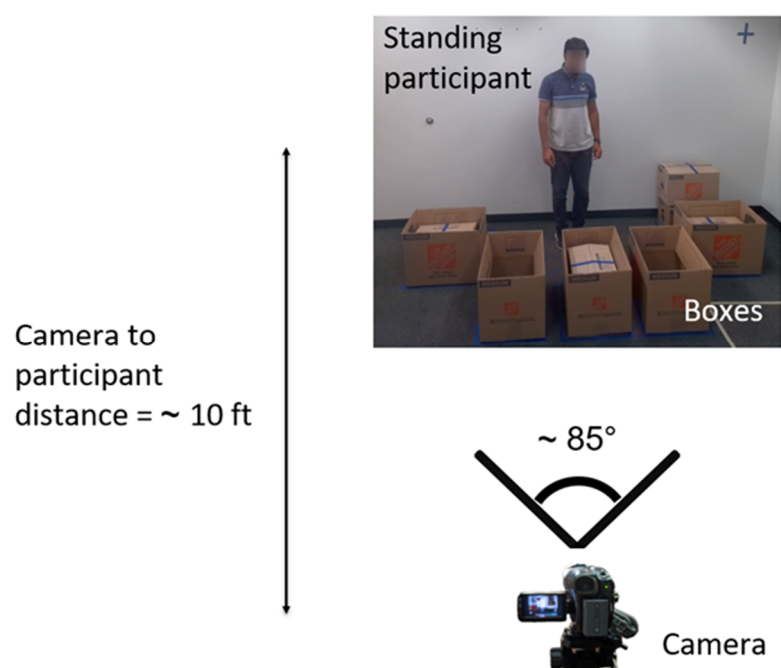 Standing
participant
Boxes
Camera to
participant
distance = ~ 10 ft
~ 85°
Camera